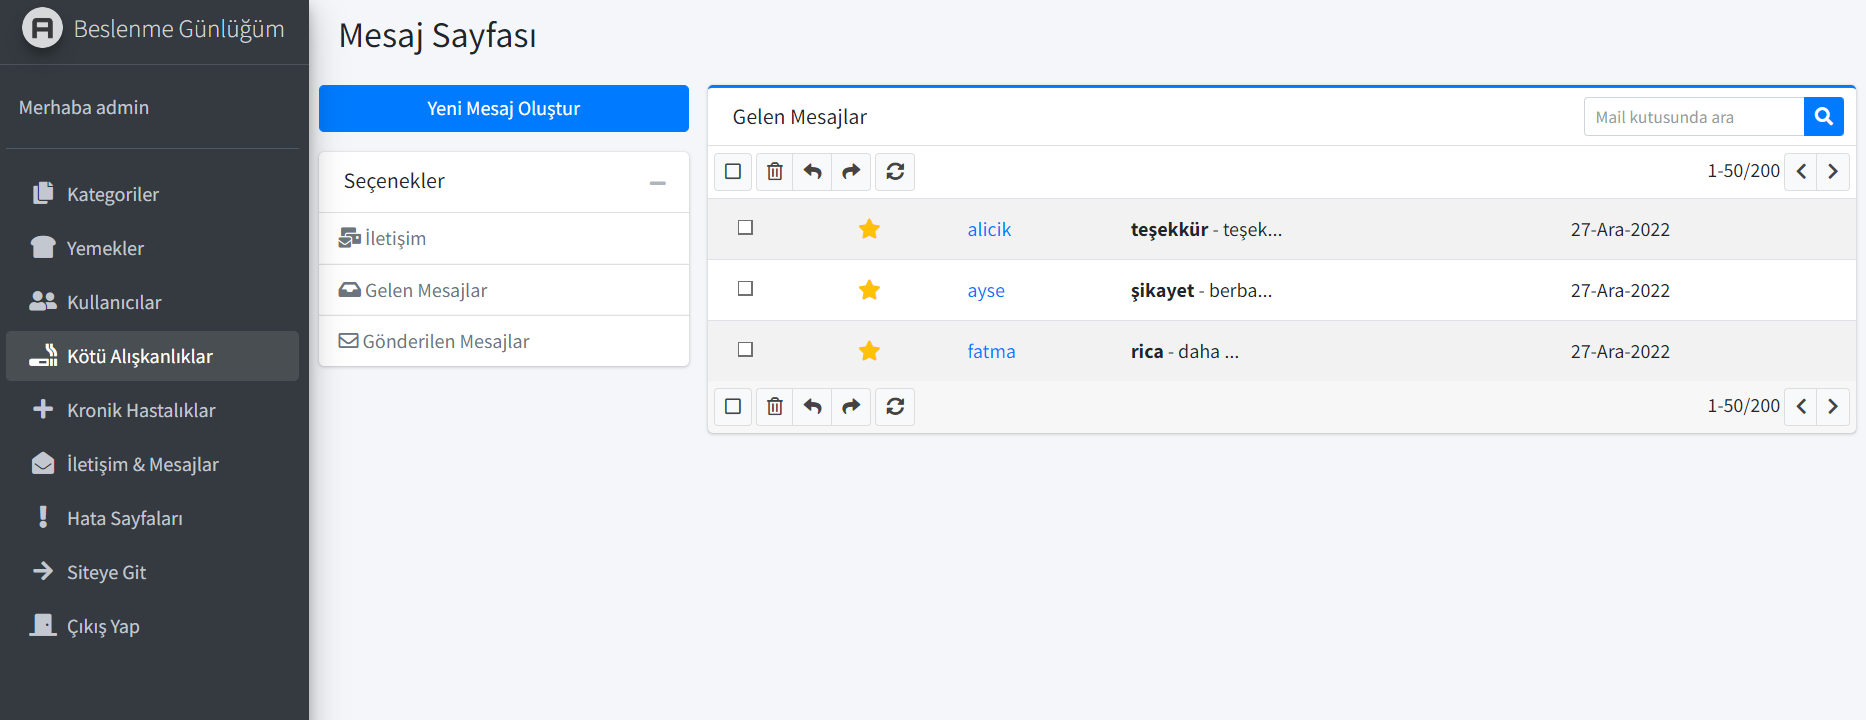 Beslenme Günlüğüm
Merhaba admin
Kategoriler
Yemekler
Kullanıcılar
Kötü Alışkanlıklar
Kronik Hastalıklar
İletişim & Mesajlar
Hata Sayfaları
Siteye Git
Çıkış Yap
Mesaj Sayfası
Yeni Mesaj Oluştur
Seçenekler
İletişim
Gelen Mesajlar
Gönderilen Mesajlar
Gelen Mesajlar
Mail kutusunda ara
1-50/200
alicik teşekkür - teşek... 27-Ara-2022
ayse şikayet - berba... 27-Ara-2022
fatma rica - daha ... 27-Ara-2022
1-50/200